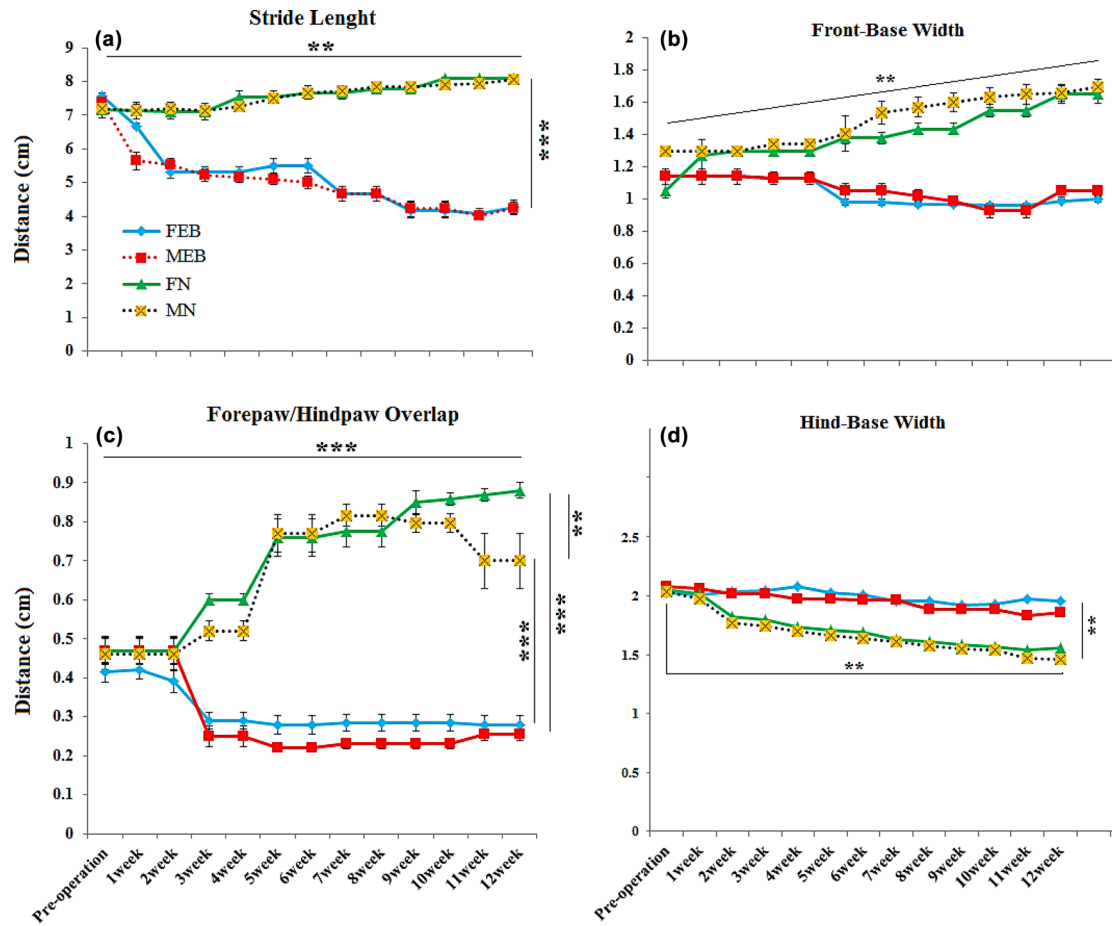 Stride Lenght
(a)
**
9
8
7
6
5
4
3
2
1
0
Distance (cm)
***
FEB
MEB
FN
MN
Front-Base Width
(b)
**
2
1.8
1.6
1.4
1.2
1
0.8
0.6
0.4
0.2
0
Forepaw/Hindpaw Overlap
(c)
***
1
0.9
0.8
0.7
0.6
0.5
0.4
0.3
0.2
0.1
0
Distance (cm)
**
***
***
Pre-operation
1week
2week
3week
4week
5week
6week
7week
8week
9week
10week
11week
12week
Hind-Base Width
(d)
2.5
2
1.5
2
1.5
1
0.5
0
**
**
Pre-operation
1week
2week
3week
4week
5week
6week
7week
8week
9week
10week
11week
12week